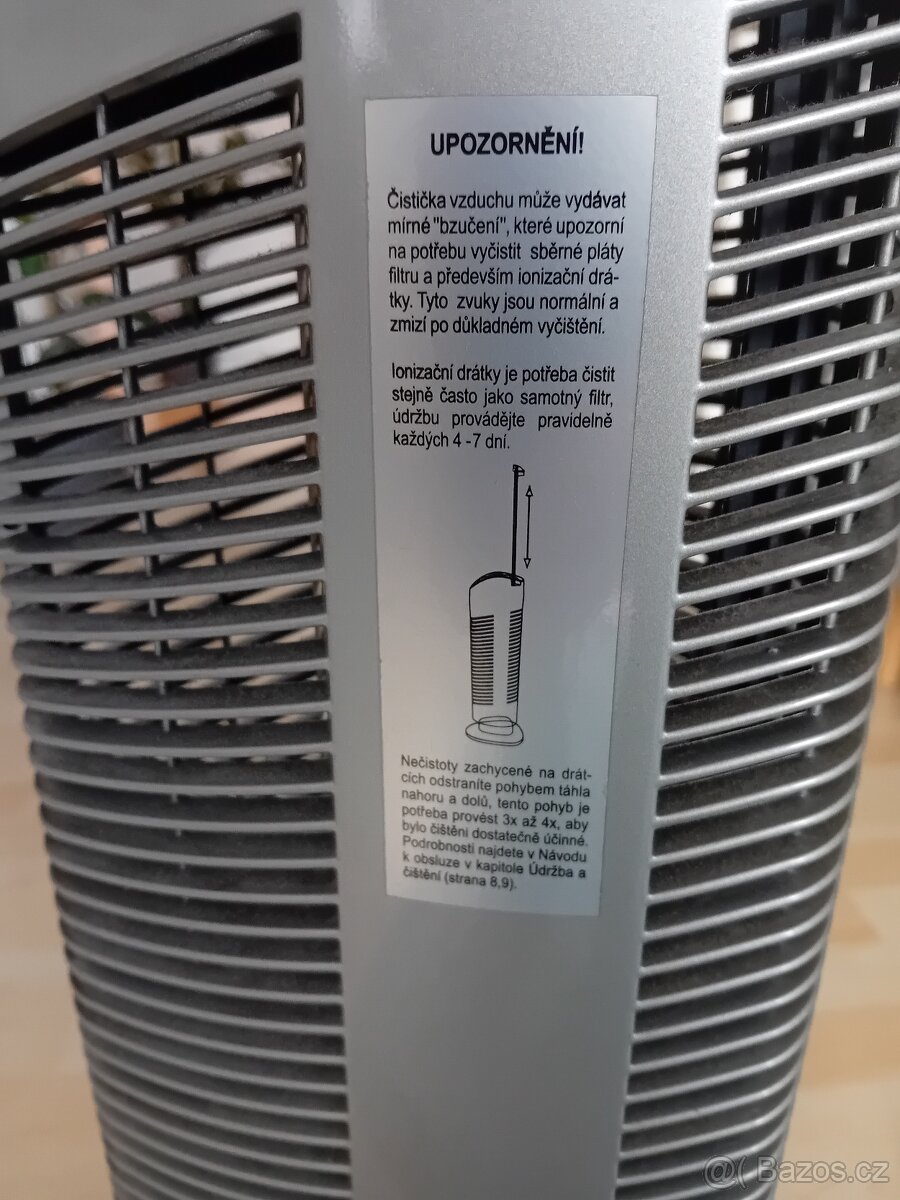 UPOZORNĚNÍ!
Čistička vzduchu může vydávat
mírné "bzučení", které upozorní
na potřebu vyčistit sběrné pláty
filtru a především ionizační drá-
tky. Tyto zvuky jsou normální a
zmizí po důkladném vyčištění.
Ionizační drátky je potřeba čistit
stejně často jako samotný filtr,
údržbu provádějte pravidelně
každých 4 -7 dní.
Nečistoty zachycené na drát-
cích odstraníte pohybem táhla
nahoru a dolů, tento pohyb je
potřeba provést 3x až 4x, aby
bylo čištění dostatečně účinné.
Podrobnosti najdete v Návodu
k obsluze v kapitole Údržba a
čištění (strana 8,9).
@( Bazos.cz